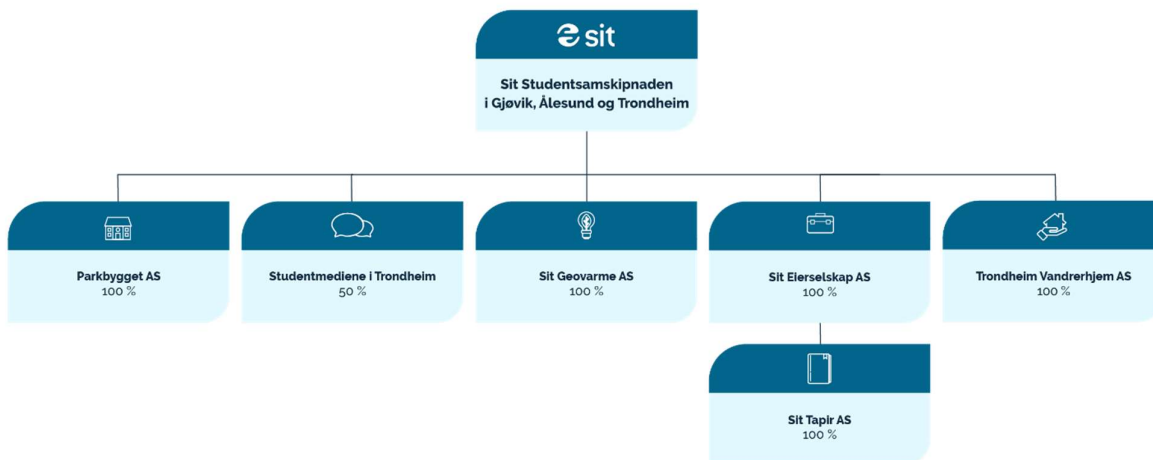 sit
Sit Studentsamskipnaden
i Gjøvik, Ålesund og Trondheim
Parkbygget AS
100 %
Studentmediene i Trondheim
50 %
Sit Geovarme AS
100 %
Sit Eierselskap AS
100 %
Trondheim Vandrerhjem AS
100 %
Sit Tapir AS
100 %